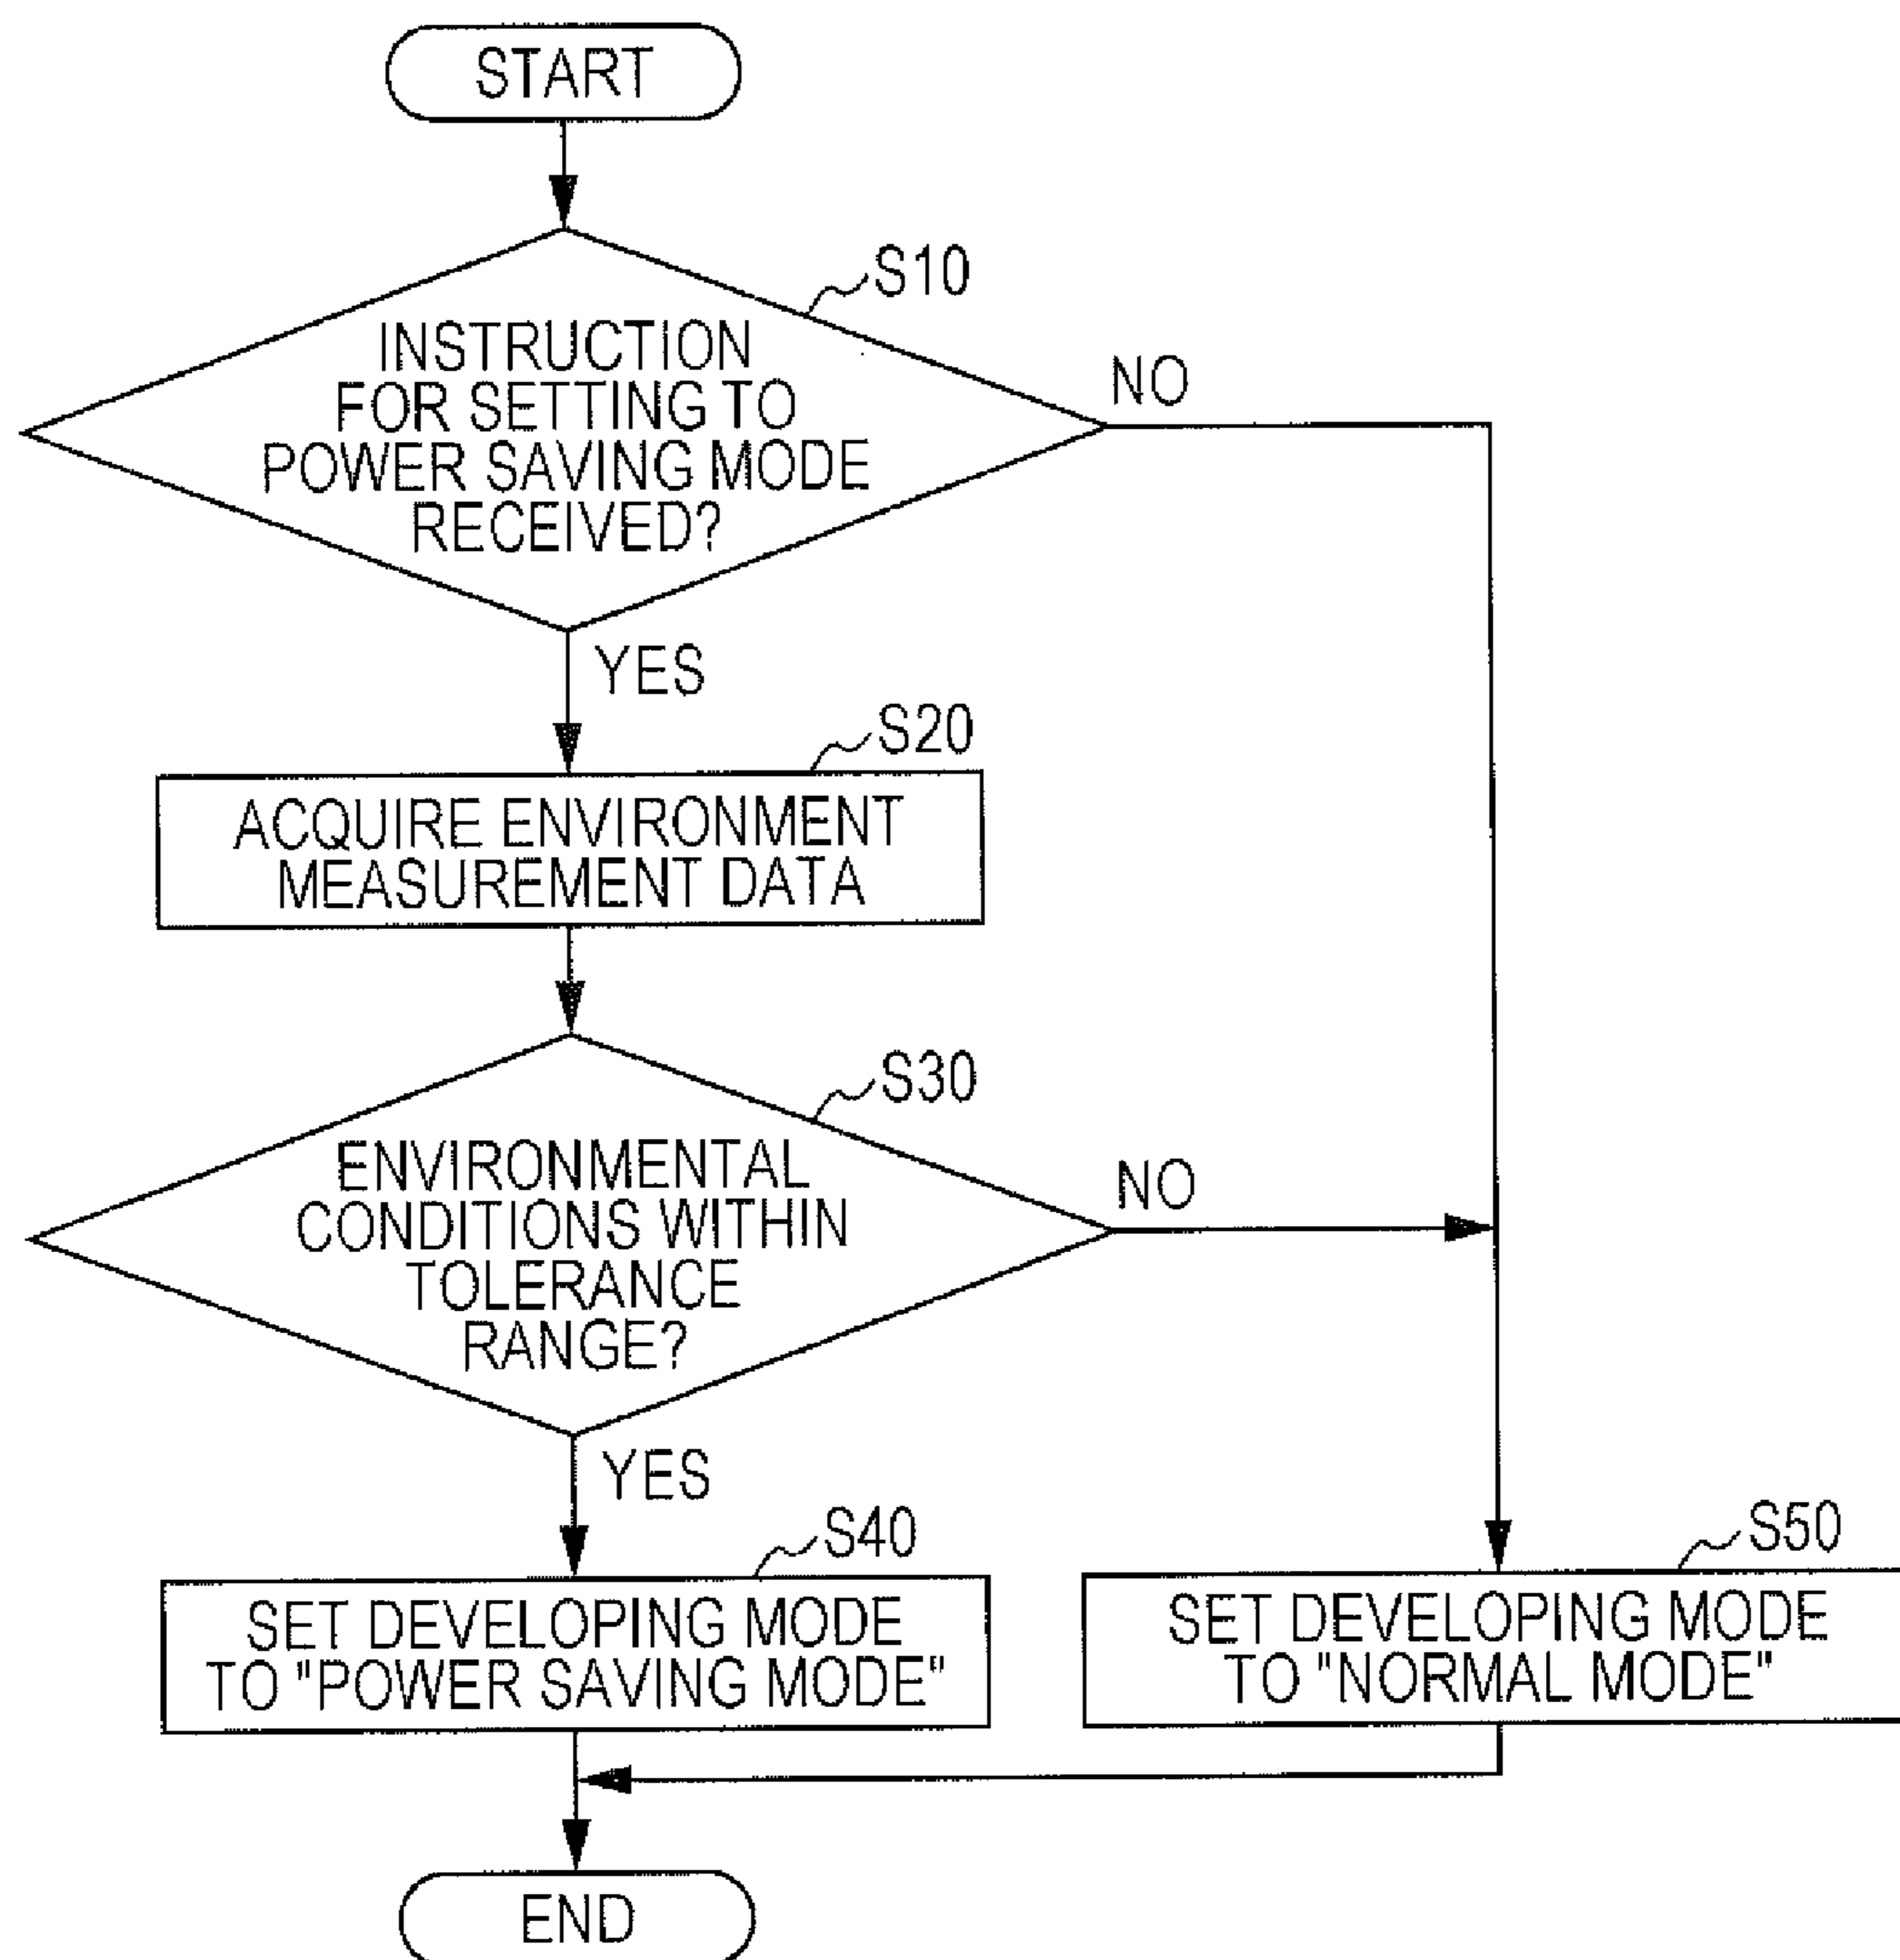 START
S10
INSTRUCTION
FOR SETTING TO
POWER SAVING MODE
RECEIVED?
NO
YES
S20
ACQUIRE ENVIRONMENT
MEASUREMENT DATA
S30
ENVIRONMENTAL
CONDITIONS WITHIN
TOLERANCE
RANGE?
NO
YES
S40
SET DEVELOPING MODE
TO "POWER SAVING MODE"
S50
SET DEVELOPING MODE
TO "NORMAL MODE"
END